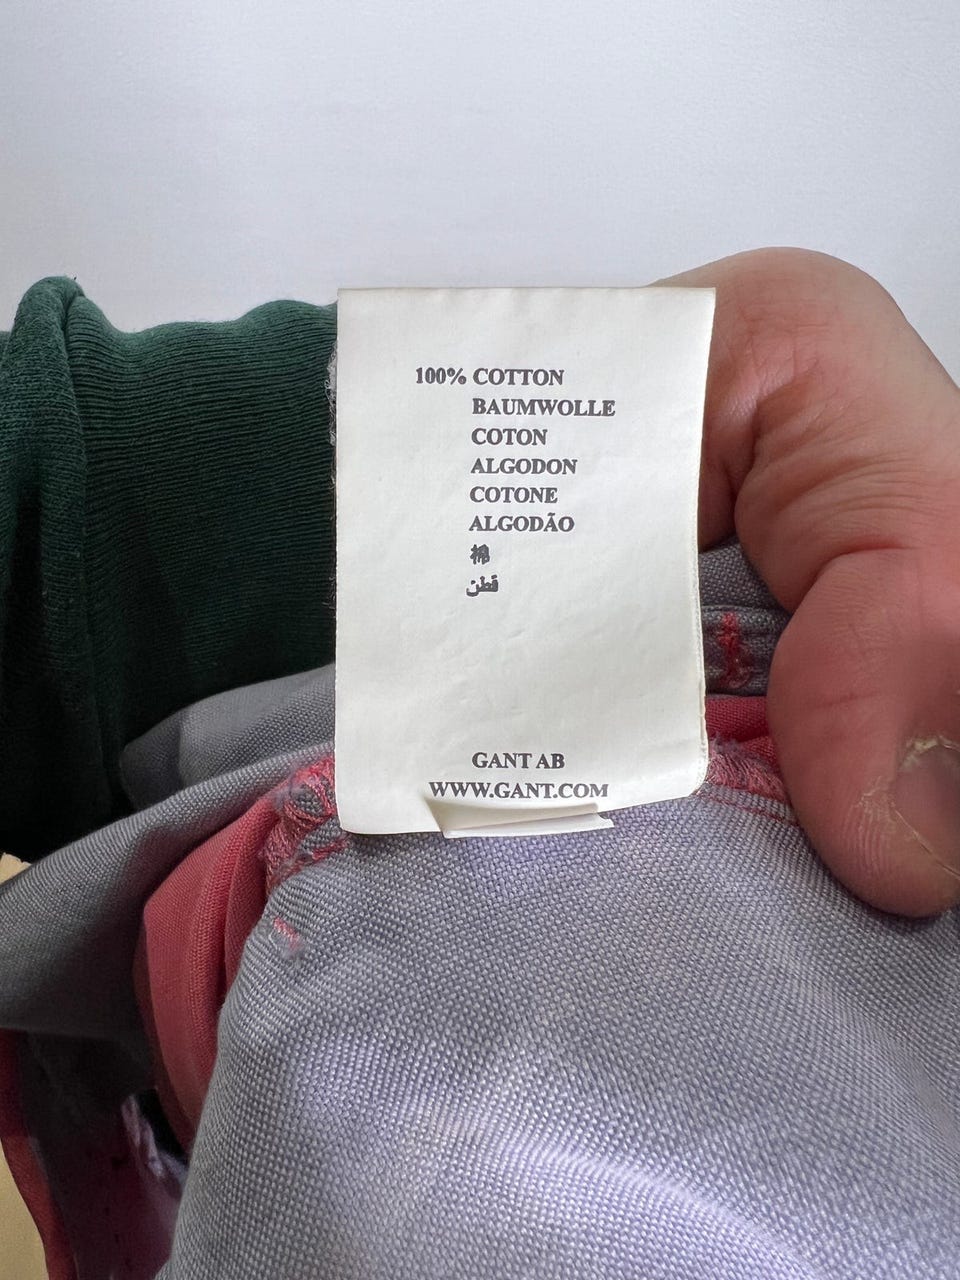 100% COTTON
BAUMWOLLE
COTON
ALGODON
COTONE
ALGODÃO
棉
قطن
GANT AB
WWW.GANT.COM